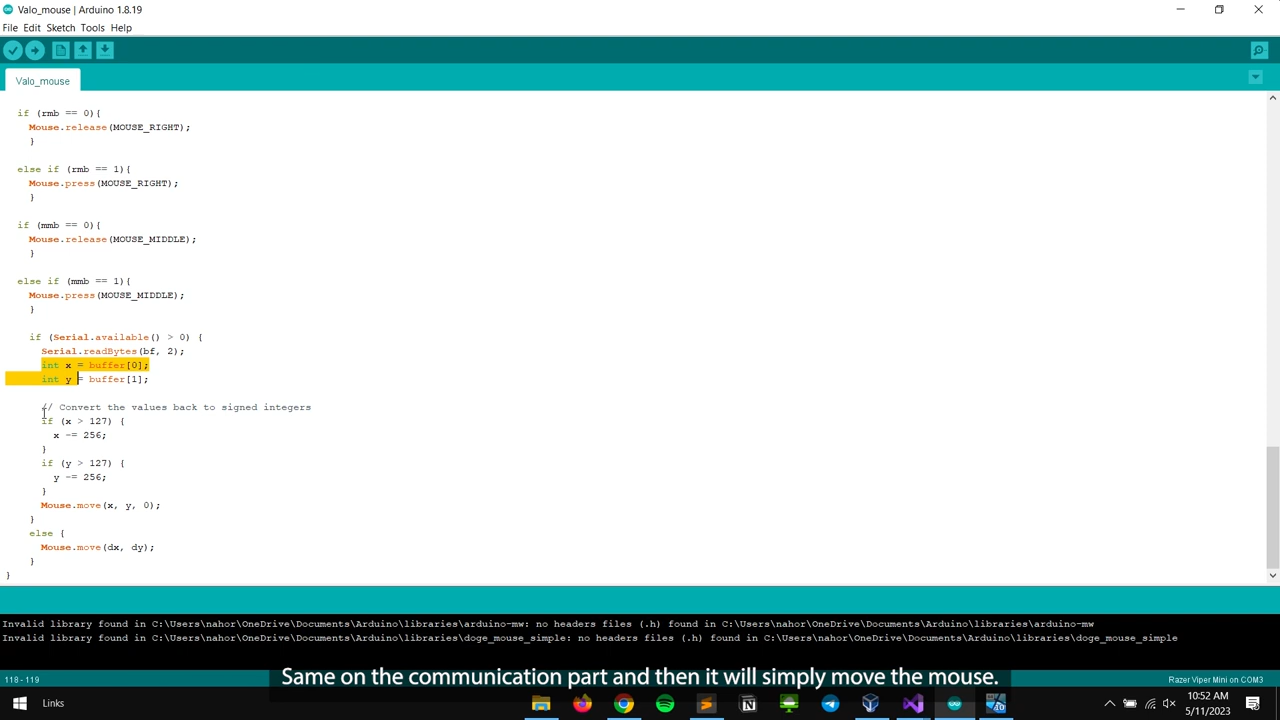 Valo_mouse | Arduino 1.8.19
File Edit Sketch Tools Help
Valo_mouse
if (rmb == 0){
Mouse.release(MOUSE_RIGHT);
}
else if (rmb == 1){
Mouse.press(MOUSE_RIGHT);
}
if (mmb == 0){
Mouse.release(MOUSE_MIDDLE);
}
else if (mmb == 1){
Mouse.press(MOUSE_MIDDLE);
}
if (Serial.available() > 0) {
Serial.readBytes(bf, 2);
int x = buffer[0];
int y = buffer[1];
// Convert the values back to signed integers
if (x > 127) {
x -= 256;
}
if (y > 127) {
y -= 256;
}
Mouse.move(x, y, 0);
}
else {
Mouse.move(dx, dy);
}
}
Invalid library found in C:\Users\nahor\OneDrive\Documents\Arduino\libraries\arduino-mw: no headers files (.h) found in C:\Users\nahor\OneDrive\Documents\Arduino\libraries\arduino-mw
Invalid library found in C:\Users\nahor\OneDrive\Documents\Arduino\libraries\doge_mouse_simple: no headers files (.h) found in C:\Users\nahor\OneDrive\Documents\Arduino\libraries\doge_mouse_simple
Same on the communication part and then it will simply move the mouse.
118 - 119
Razer Viper Mini on COM3
Links
10:52 AM
5/11/2023